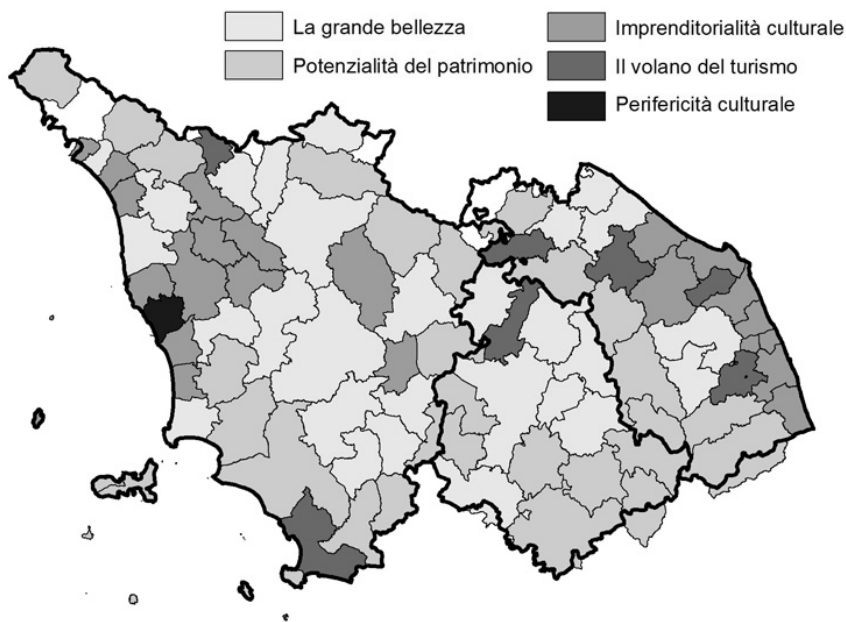 La grande bellezza
Potenzialità del patrimonio
Imprenditorialità culturale
Il volano del turismo
Perifericità culturale